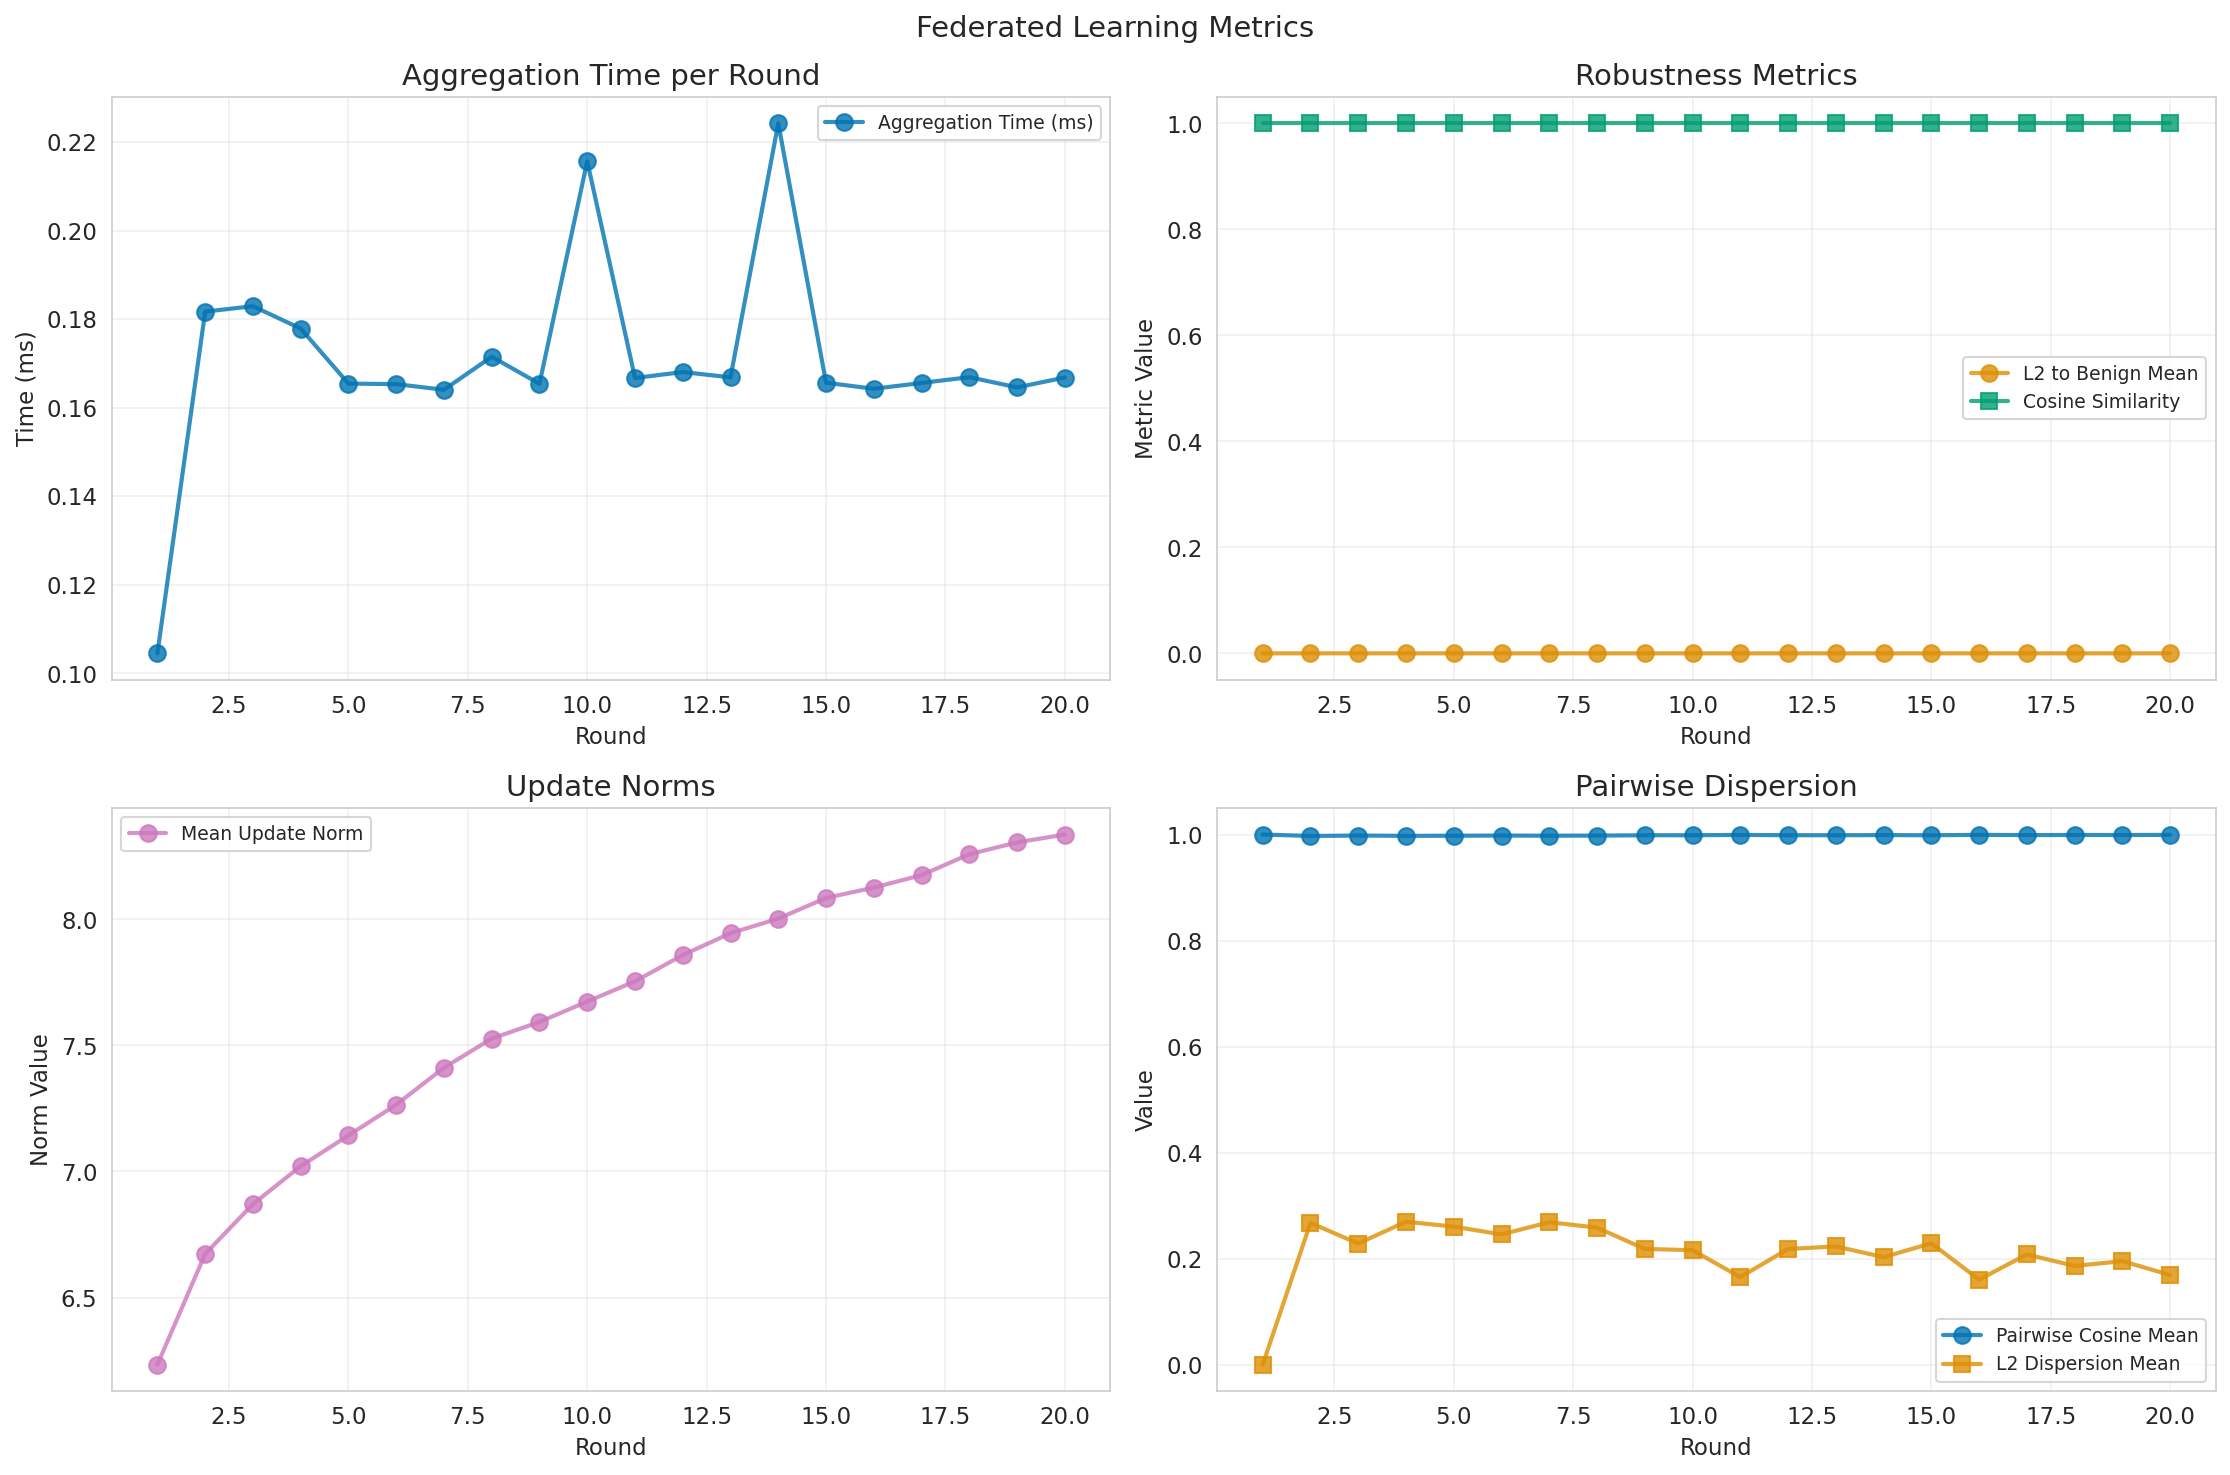 Federated Learning Metrics
Aggregation Time per Round
Aggregation Time (ms)
Time (ms)
0.22
0.20
0.18
0.16
0.14
0.12
0.10
2.5 5.0 7.5 10.0 12.5 15.0 17.5 20.0
Round
Robustness Metrics
L2 to Benign Mean
Cosine Similarity
Metric Value
1.0
0.8
0.6
0.4
0.2
0.0
2.5 5.0 7.5 10.0 12.5 15.0 17.5 20.0
Round
Update Norms
Mean Update Norm
Norm Value
8.0
7.5
7.0
6.5
2.5 5.0 7.5 10.0 12.5 15.0 17.5 20.0
Round
Pairwise Dispersion
Value
1.0
0.8
0.6
0.4
0.2
0.0
Pairwise Cosine Mean
L2 Dispersion Mean
2.5 5.0 7.5 10.0 12.5 15.0 17.5 20.0
Round